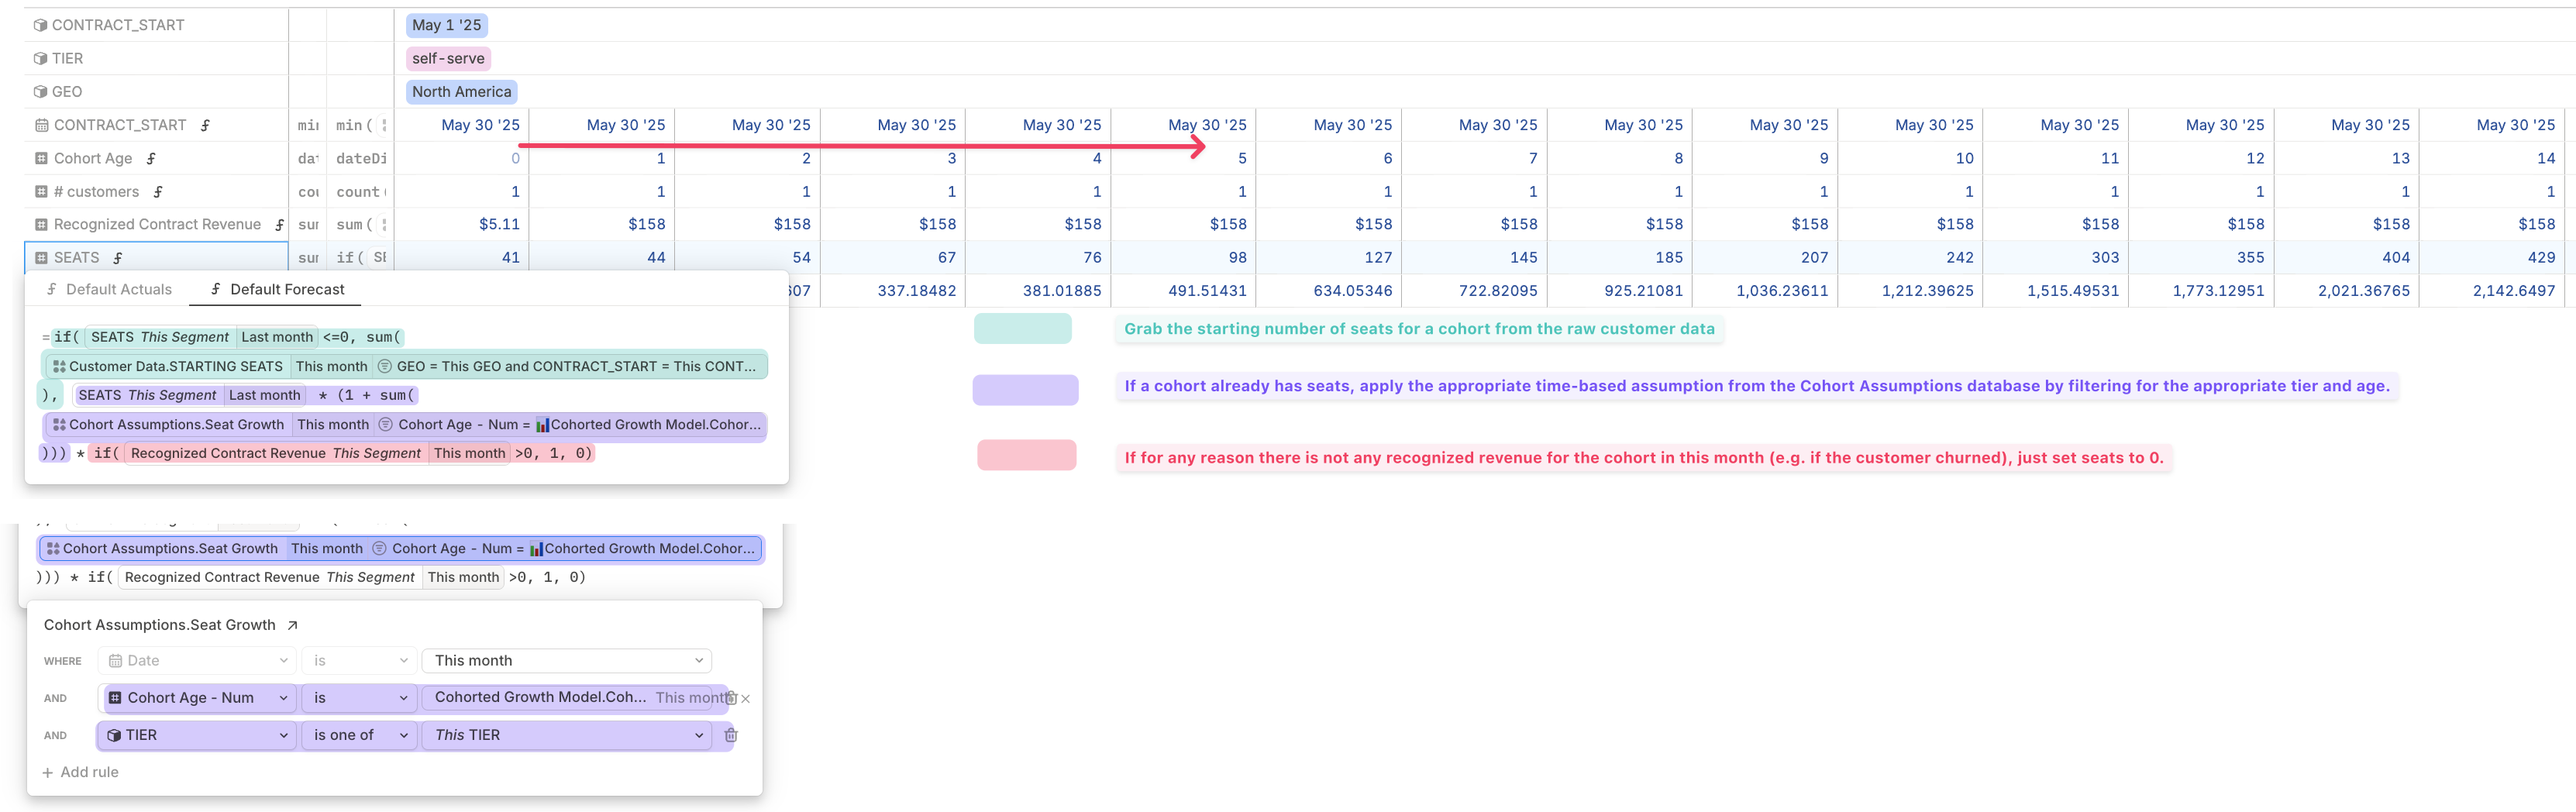 CONTRACT_START May 1 '25
TIER self-serve
GEO North America
CONTRACT_START min min( May 30 '25 May 30 '25 May 30 '25 May 30 '25 May 30 '25 May 30 '25 May 30 '25 May 30 '25 May 30 '25 May 30 '25 May 30 '25 May 30 '25 May 30 '25 May 30 '25 May 30 '25
Cohort Age dat dateDi 0 1 2 3 4 5 6 7 8 9 10 11 12 13 14
# customers cou count( 1 1 1 1 1 1 1 1 1 1 1 1 1 1 1
Recognized Contract Revenue sum sum( $5.11 $158 $158 $158 $158 $158 $158 $158 $158 $158 $158 $158 $158 $158 $158
SEATS sum if( SE 41 44 54 67 76 98 127 145 185 207 242 303 355 404 429
Default Actuals Default Forecast 607 337.18482 381.01885 491.51431 634.05346 722.82095 925.21081 1,036.23611 1,212.39625 1,515.49531 1,773.12951 2,021.36765 2,142.6497
=if( SEATS This Segment Last month <=0, sum(
Customer Data.STARTING SEATS This month GEO = This GEO and CONTRACT_START = This CONT...
), SEATS This Segment Last month * (1 + sum(
Cohort Assumptions.Seat Growth This month Cohort Age - Num = Cohorted Growth Model.Cohor...
))) * if( Recognized Contract Revenue This Segment This month >0, 1, 0)
Grab the starting number of seats for a cohort from the raw customer data
If a cohort already has seats, apply the appropriate time-based assumption from the Cohort Assumptions database by filtering for the appropriate tier and age.
If for any reason there is not any recognized revenue for the cohort in this month (e.g. if the customer churned), just set seats to 0.
Cohort Assumptions.Seat Growth This month Cohort Age - Num = Cohorted Growth Model.Cohor...
))) * if( Recognized Contract Revenue This Segment This month >0, 1, 0)
Cohort Assumptions.Seat Growth
WHERE Date is This month
AND Cohort Age - Num is Cohorted Growth Model.Coh... This month
AND TIER is one of This TIER
+ Add rule